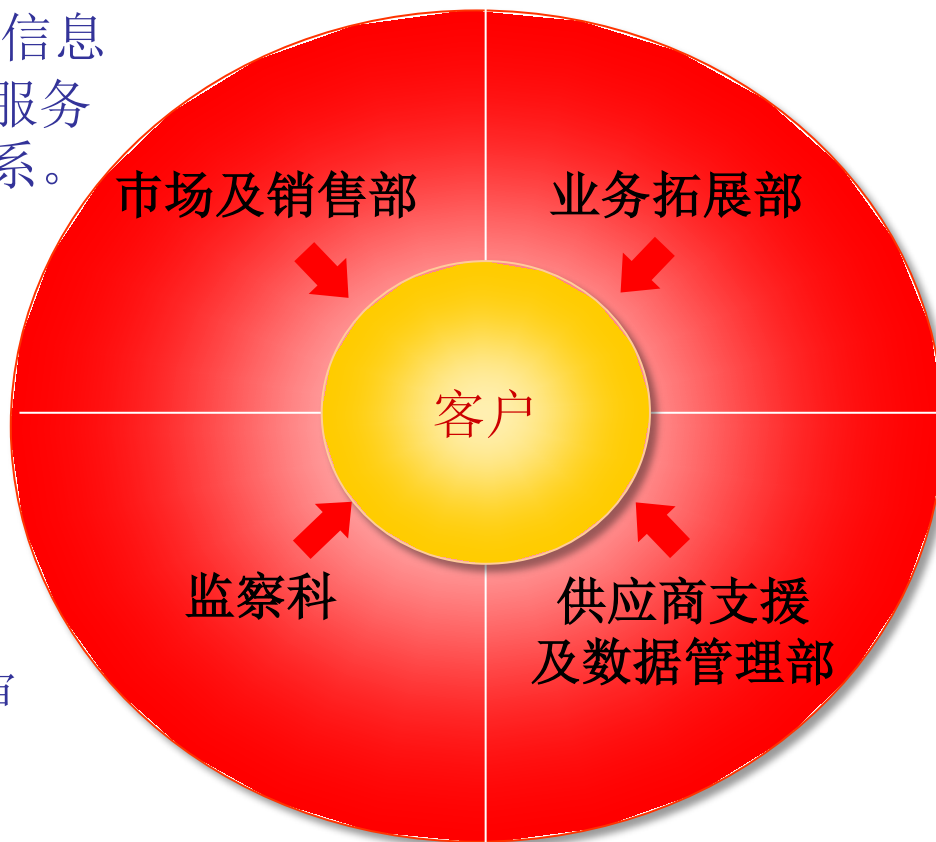 信息
服务
系。
市场及销售部
业务拓展部
客户
监察科
供应商支援
及数据管理部